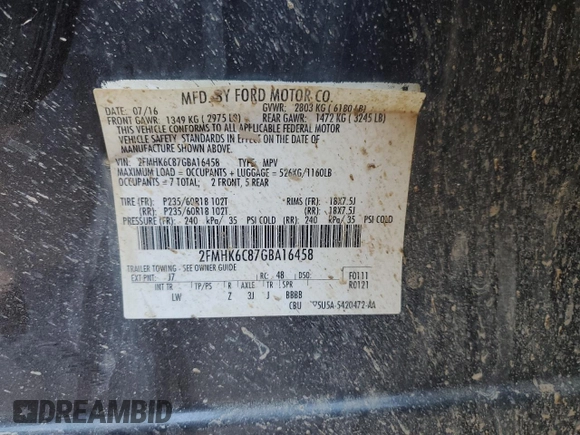 MFD. BY FORD MOTOR CO.
DATE: 07/16 GVWR: 2803 KG ( 6180 LB)
FRONT GAWR: 1349 KG ( 2975 LB) REAR GAWR: 1472 KG ( 3245 LB)
THIS VEHICLE CONFORMS TO ALL APPLICABLE FEDERAL MOTOR
VEHICLE SAFETY STANDARDS IN EFFECT ON THE DATE OF
MANUFACTURE SHOWN ABOVE.
VIN: 2FMHK6C87GBA16458 TYPE: MPV
MAXIMUM LOAD = OCCUPANTS + LUGGAGE = 526KG/1160LB
OCCUPANTS = 7 TOTAL, 2 FRONT, 5 REAR
TIRE (FR): P235/60R18 102T RIMS (FR): 18X7.5J
(RR): P235/60R18 102T (RR): 18X7.5J
PRESSURE (FR): 240 kPa/ 35 PSI COLD (RR): 240 kPa/ 35 PSI COLD
2FMHK6C87GBA16458
TRAILER TOWING - SEE OWNER GUIDE
EXT PNT: J7 RC: 48 DSO: F0111
R0121
INT TR TP/PS R AXLE TR SPR
LW Z 3J J BBBB
CBU 5U5A-5420472-AA
DREAMBID